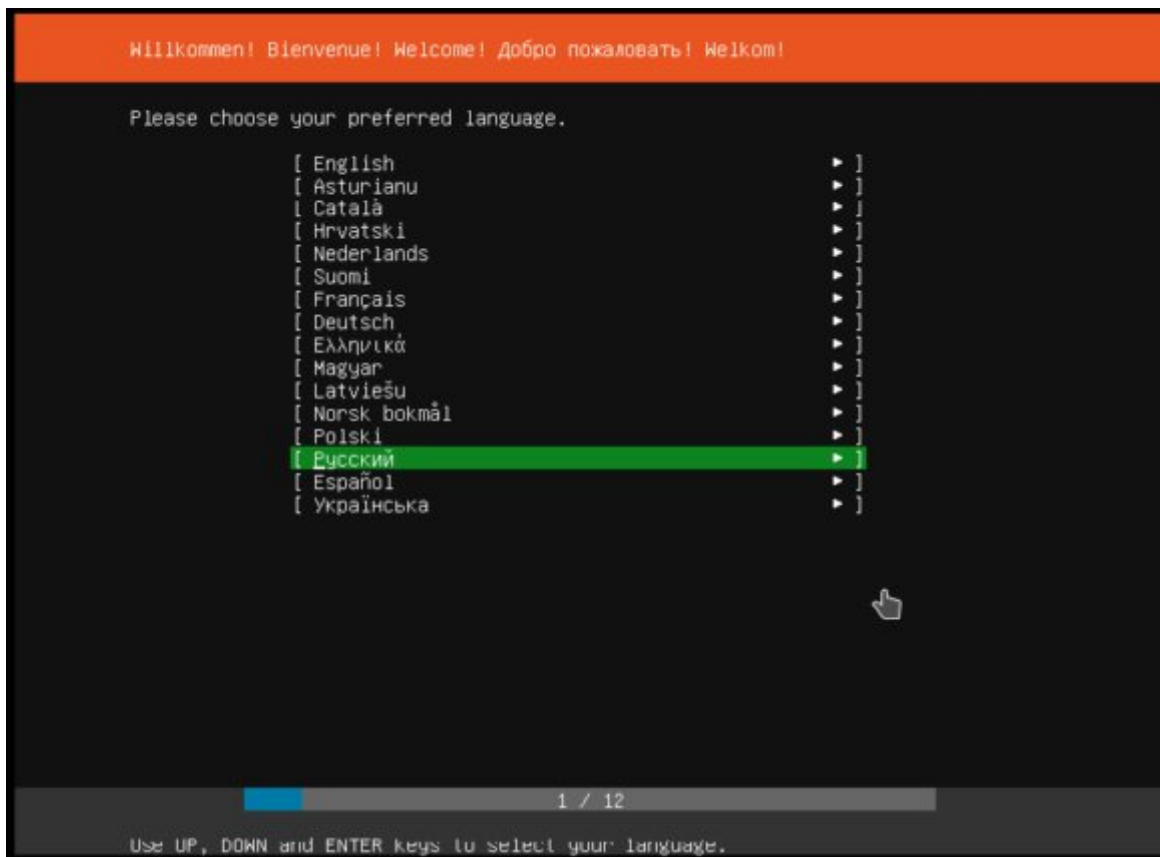 Willkommen! Bienvenue! Welcome! Добро пожаловать! Welkom!
Please choose your preferred language.
[ English ► ]
[ Asturianu ► ]
[ Català ► ]
[ Hrvatski ► ]
[ Nederlands ► ]
[ Suomi ► ]
[ Français ► ]
[ Deutsch ► ]
[ Ελληνικά ► ]
[ Magyar ► ]
[ Latviešu ► ]
[ Norsk bokmål ► ]
[ Polski ► ]
[ Русский ► ]
[ Español ► ]
[ Українська ► ]
1 / 12
Use UP, DOWN and ENTER keys to select your language.